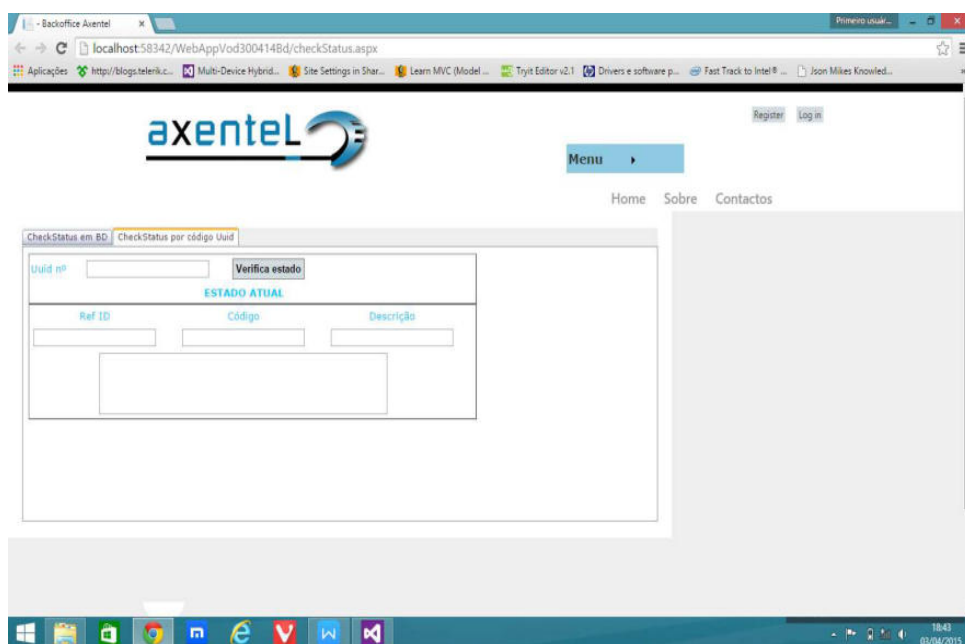 - Backoffice Axentel
Primeiro usuár...
localhost:58342/WebAppVod300414Bd/checkStatus.aspx
Aplicações http://blogs.telerik.c... Multi-Device Hybrid... Site Settings in Shar... Learn MVC (Model ... Tryit Editor v2.1 Drivers e software p... Fast Track to Intel® ... Json Mikes Knowled...
Register Log in
axentel
Menu
Home Sobre Contactos
CheckStatus em BD CheckStatus por código Uuid
Uuid nº Verifica estado
ESTADO ATUAL
Ref ID Código Descrição
18:43
03/04/2015